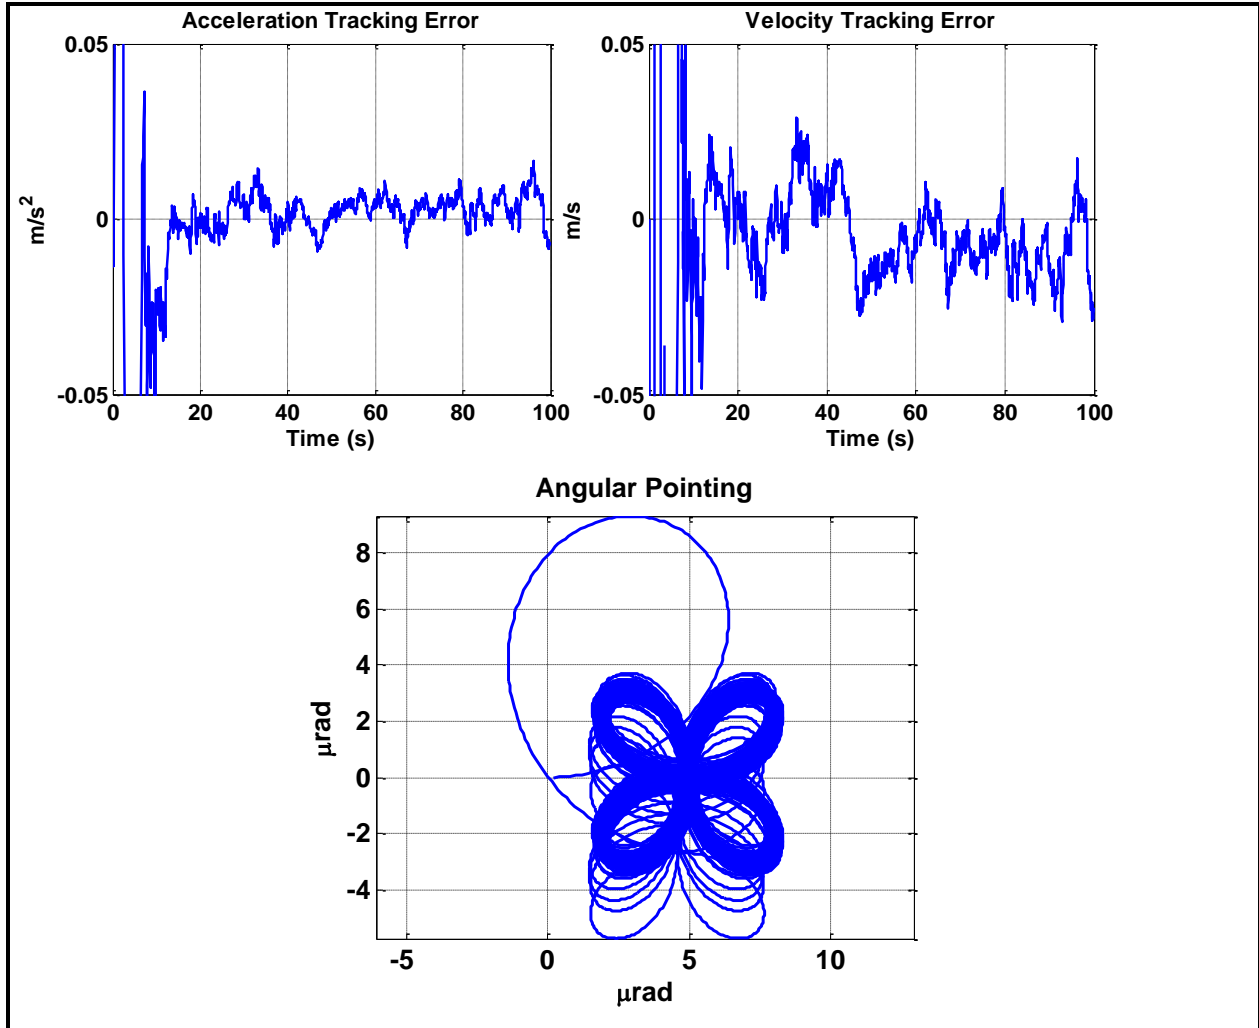 Acceleration Tracking Error
0.05
0
-0.05
m/s2
0 20 40 60 80 100
Time (s)
Velocity Tracking Error
0.05
0
-0.05
m/s
0 20 40 60 80 100
Time (s)
Angular Pointing
8
6
4
2
0
-2
-4
μrad
-5 0 5 10
μrad